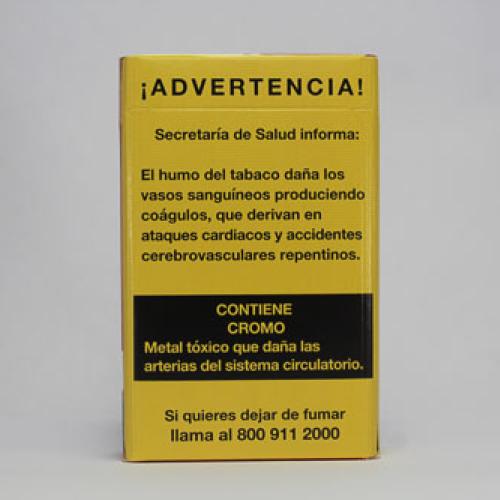 ¡ADVERTENCIA!
Secretaría de Salud informa:
El humo del tabaco daña los
vasos sanguíneos produciendo
coágulos, que derivan en
ataques cardiacos y accidentes
cerebrovasculares repentinos.
CONTIENE
CROMO
Metal tóxico que daña las
arterias del sistema circulatorio.
Si quieres dejar de fumar
llama al 800 911 2000